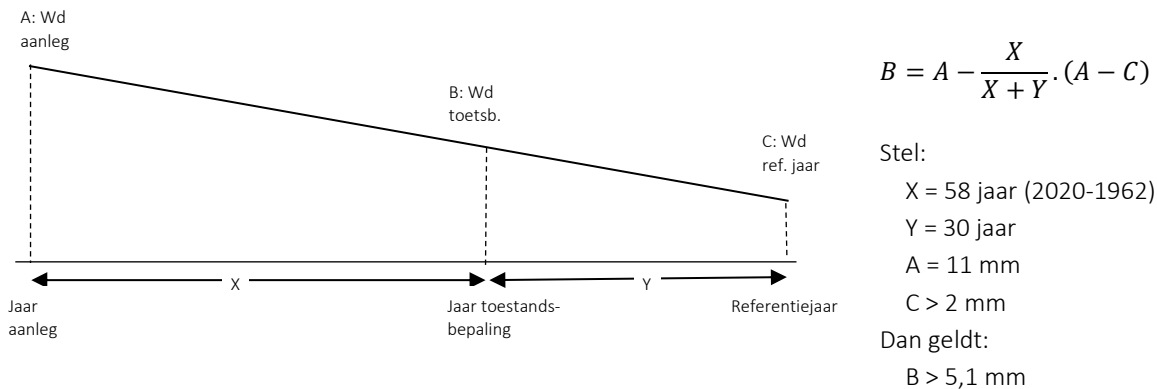 A: Wd
aanleg
B: Wd
toetsb.
C: Wd
ref. jaar
X
Y
Jaar
aanleg
Jaar toestands-
bepaling
Referentiejaar
B = A − X / (X + Y) . (A − C)
Stel:
X = 58 jaar (2020-1962)
Y = 30 jaar
A = 11 mm
C > 2 mm
Dan geldt:
B > 5,1 mm